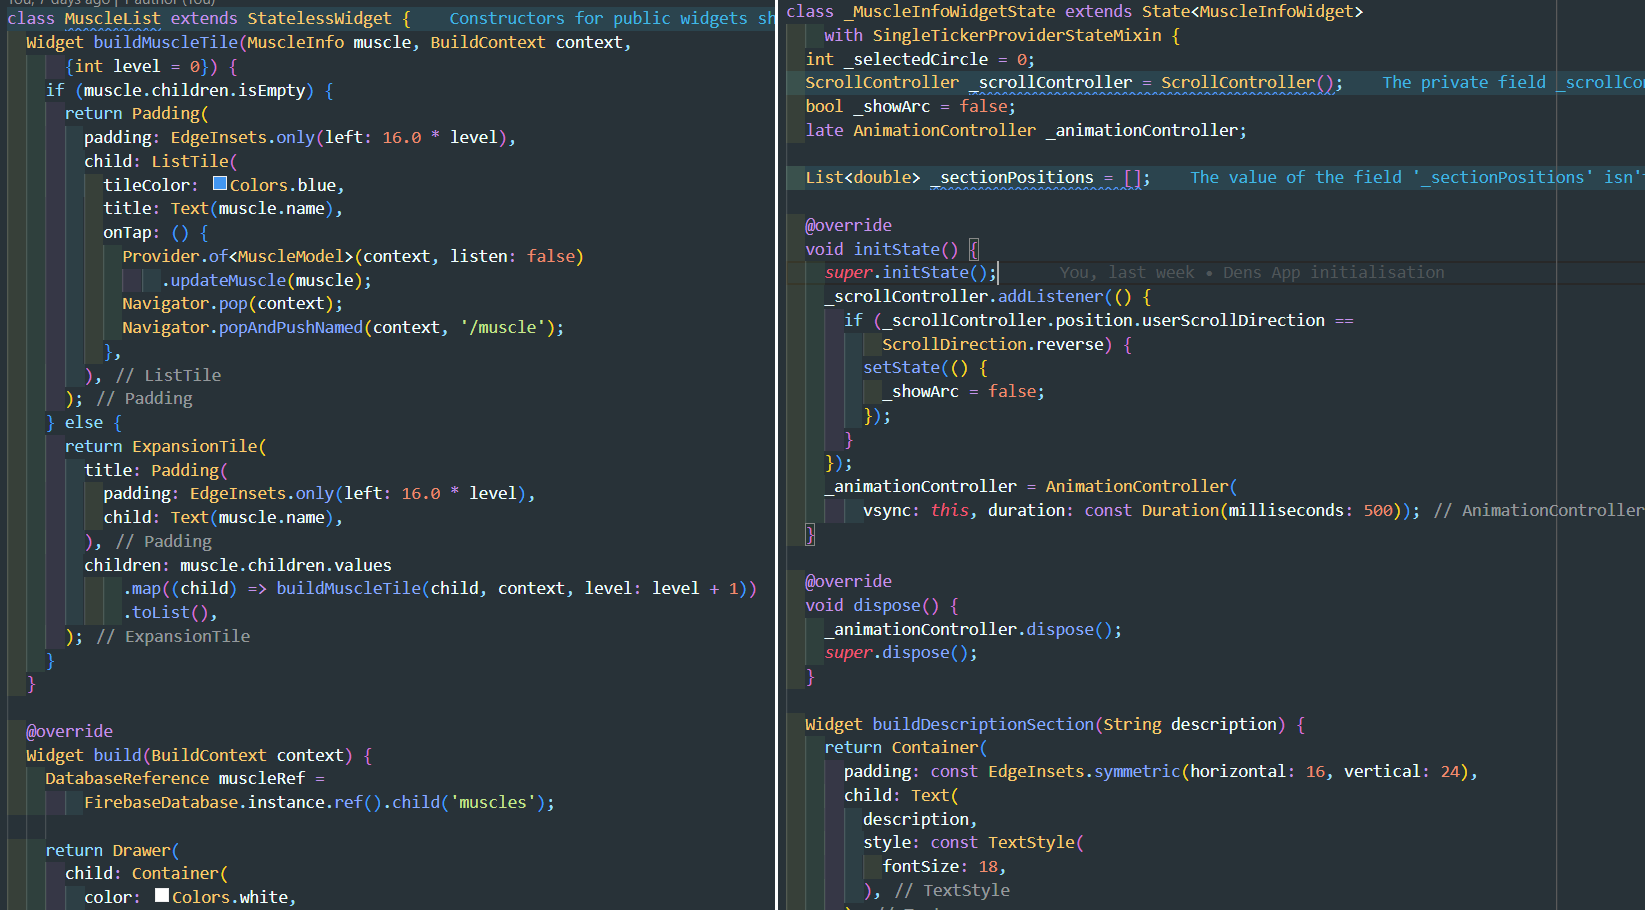 You, 7 days ago | 1 author (You)
class MuscleList extends StatelessWidget {    Constructors for public widgets sh
Widget buildMuscleTile(MuscleInfo muscle, BuildContext context,
{int level = 0}) {
if (muscle.children.isEmpty) {
return Padding(
padding: EdgeInsets.only(left: 16.0 * level),
child: ListTile(
tileColor: Colors.blue,
title: Text(muscle.name),
onTap: () {
Provider.of<MuscleModel>(context, listen: false)
.updateMuscle(muscle);
Navigator.pop(context);
Navigator.popAndPushNamed(context, '/muscle');
},
), // ListTile
); // Padding
} else {
return ExpansionTile(
title: Padding(
padding: EdgeInsets.only(left: 16.0 * level),
child: Text(muscle.name),
), // Padding
children: muscle.children.values
.map((child) => buildMuscleTile(child, context, level: level + 1))
.toList(),
); // ExpansionTile
}
}
@override
Widget build(BuildContext context) {
DatabaseReference muscleRef =
FirebaseDatabase.instance.ref().child('muscles');
return Drawer(
child: Container(
color: Colors.white,
class _MuscleInfoWidgetState extends State<MuscleInfoWidget>
with SingleTickerProviderStateMixin {
int _selectedCircle = 0;
ScrollController _scrollController = ScrollController();    The private field _scrollCo
bool _showArc = false;
late AnimationController _animationController;
List<double> _sectionPositions = [];    The value of the field '_sectionPositions' isn'
@override
void initState() {
super.initState();    You, last week • Dens App initialisation
_scrollController.addListener(() {
if (_scrollController.position.userScrollDirection ==
ScrollDirection.reverse) {
setState(() {
_showArc = false;
});
}
});
_animationController = AnimationController(
vsync: this, duration: const Duration(milliseconds: 500)); // AnimationController
}
@override
void dispose() {
_animationController.dispose();
super.dispose();
}
Widget buildDescriptionSection(String description) {
return Container(
padding: const EdgeInsets.symmetric(horizontal: 16, vertical: 24),
child: Text(
description,
style: const TextStyle(
fontSize: 18,
), // TextStyle